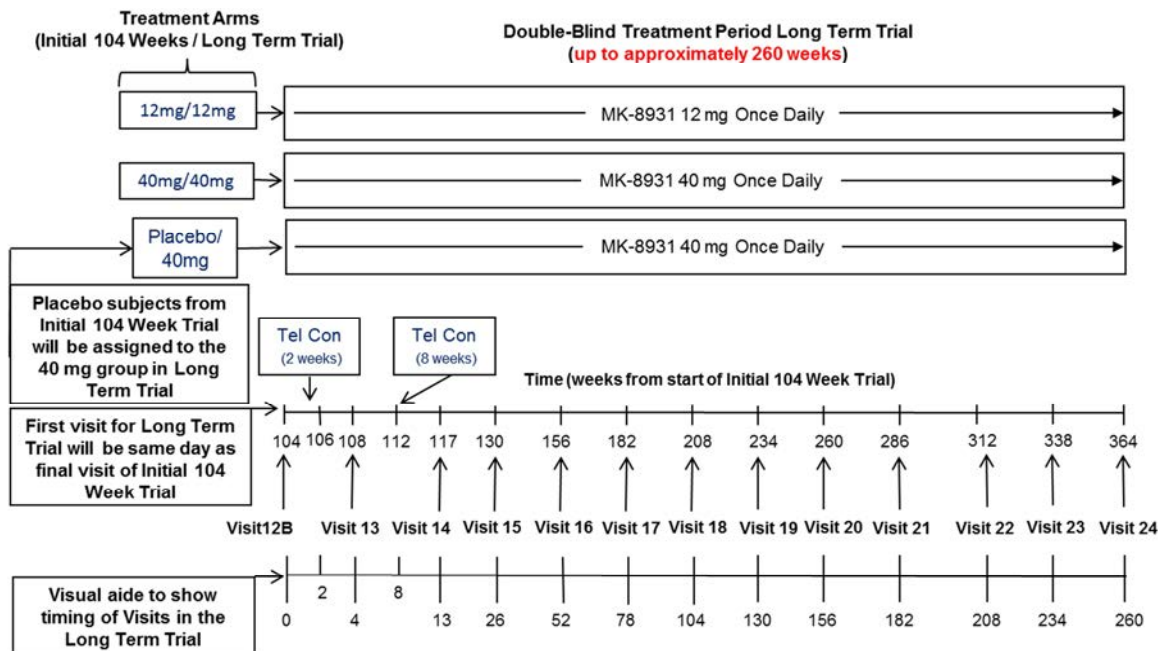 Treatment Arms
(Initial 104 Weeks / Long Term Trial)
Double-Blind Treatment Period Long Term Trial
(up to approximately 260 weeks)
12mg/12mg
MK-8931 12 mg Once Daily
40mg/40mg
MK-8931 40 mg Once Daily
Placebo/
40mg
MK-8931 40 mg Once Daily
Placebo subjects from
Initial 104 Week Trial
will be assigned to the
40 mg group in Long
Term Trial
Tel Con
(2 weeks)
Tel Con
(8 weeks)
Time (weeks from start of Initial 104 Week Trial)
First visit for Long Term
Trial will be same day as
final visit of Initial 104
Week Trial
104 106 108 112 117 130 156 182 208 234 260 286 312 338 364
Visit12B Visit 13 Visit 14 Visit 15 Visit 16 Visit 17 Visit 18 Visit 19 Visit 20 Visit 21 Visit 22 Visit 23 Visit 24
Visual aide to show
timing of Visits in the
Long Term Trial
2 8
0 4 13 26 52 78 104 130 156 182 208 234 260